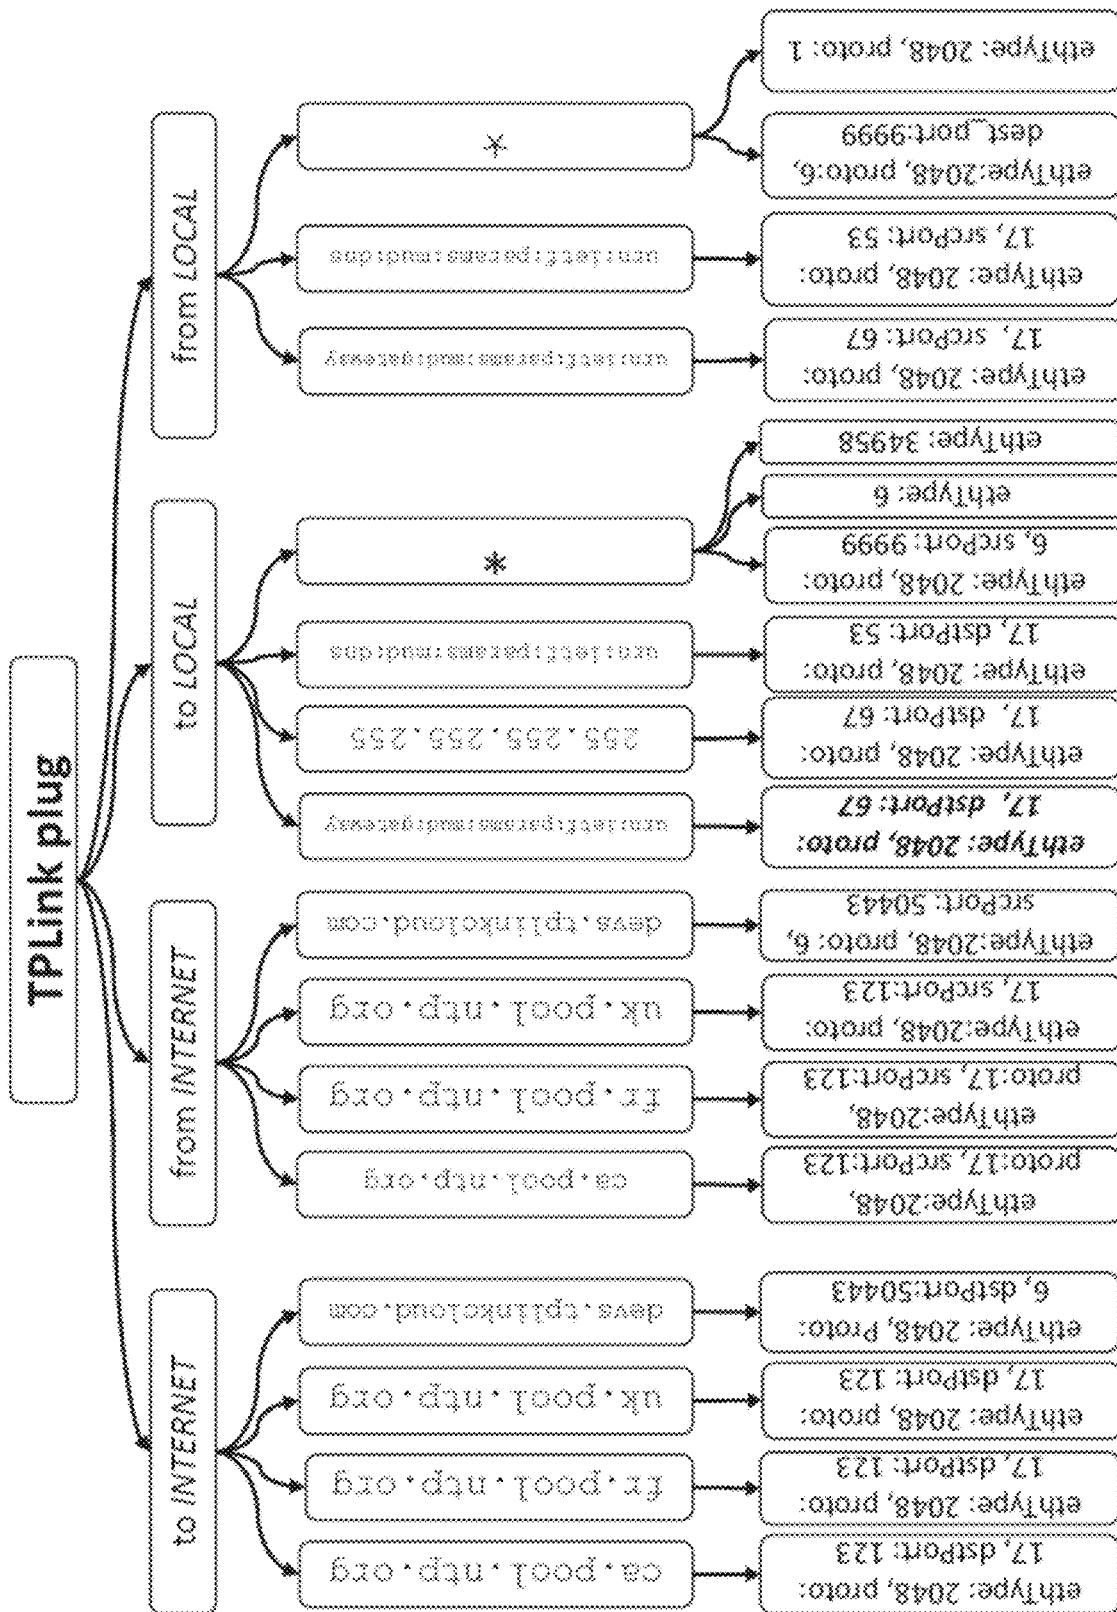 TPLink plug
to INTERNET
ca.pool.ntp.org
ethType: 2048, proto:
17, dstPort: 123
fr.pool.ntp.org
ethType: 2048, proto:
17, dstPort: 123
uk.pool.ntp.org
ethType: 2048, proto:
17, dstPort: 123
devs.tplinkcloud.com
ethType: 2048, Proto:
6, dstPort:50443
from INTERNET
ca.pool.ntp.org
ethType:2048,
proto:17, srcPort:123
fr.pool.ntp.org
ethType:2048,
proto:17, srcPort:123
uk.pool.ntp.org
ethType:2048, proto:
17, srcPort:123
devs.tplinkcloud.com
ethType:2048, proto: 6,
srcPort: 50443
to LOCAL
urn:ietf:params:mud:gateway
ethType: 2048, proto:
17, dstPort: 67
255.255.255.255
ethType: 2048, proto:
17, dstPort: 67
urn:ietf:params:mud:dns
ethType: 2048, proto:
17, dstPort: 53
*
ethType: 2048, proto:
6, srcPort: 9999
ethType: 6
ethType: 34958
from LOCAL
urn:ietf:params:mud:gateway
ethType: 2048, proto:
17, srcPort: 67
urn:ietf:params:mud:dns
ethType: 2048, proto:
17, srcPort: 53
*
ethType:2048, proto:6,
dest_port:9999
ethType: 2048, proto: 1